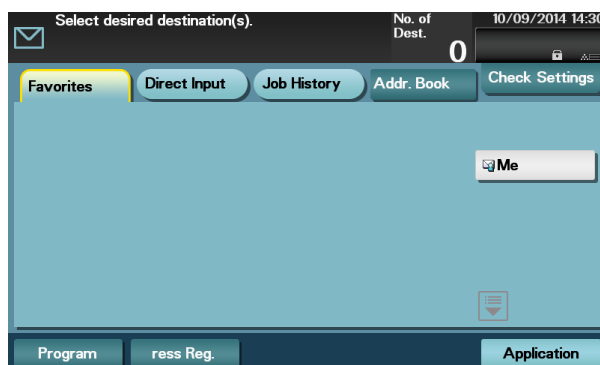 Select desired destination(s).
No. of
Dest.
0
10/09/2014 14:30
Favorites
Direct Input
Job History
Addr. Book
Check Settings
Me
Program
ress Reg.
Application